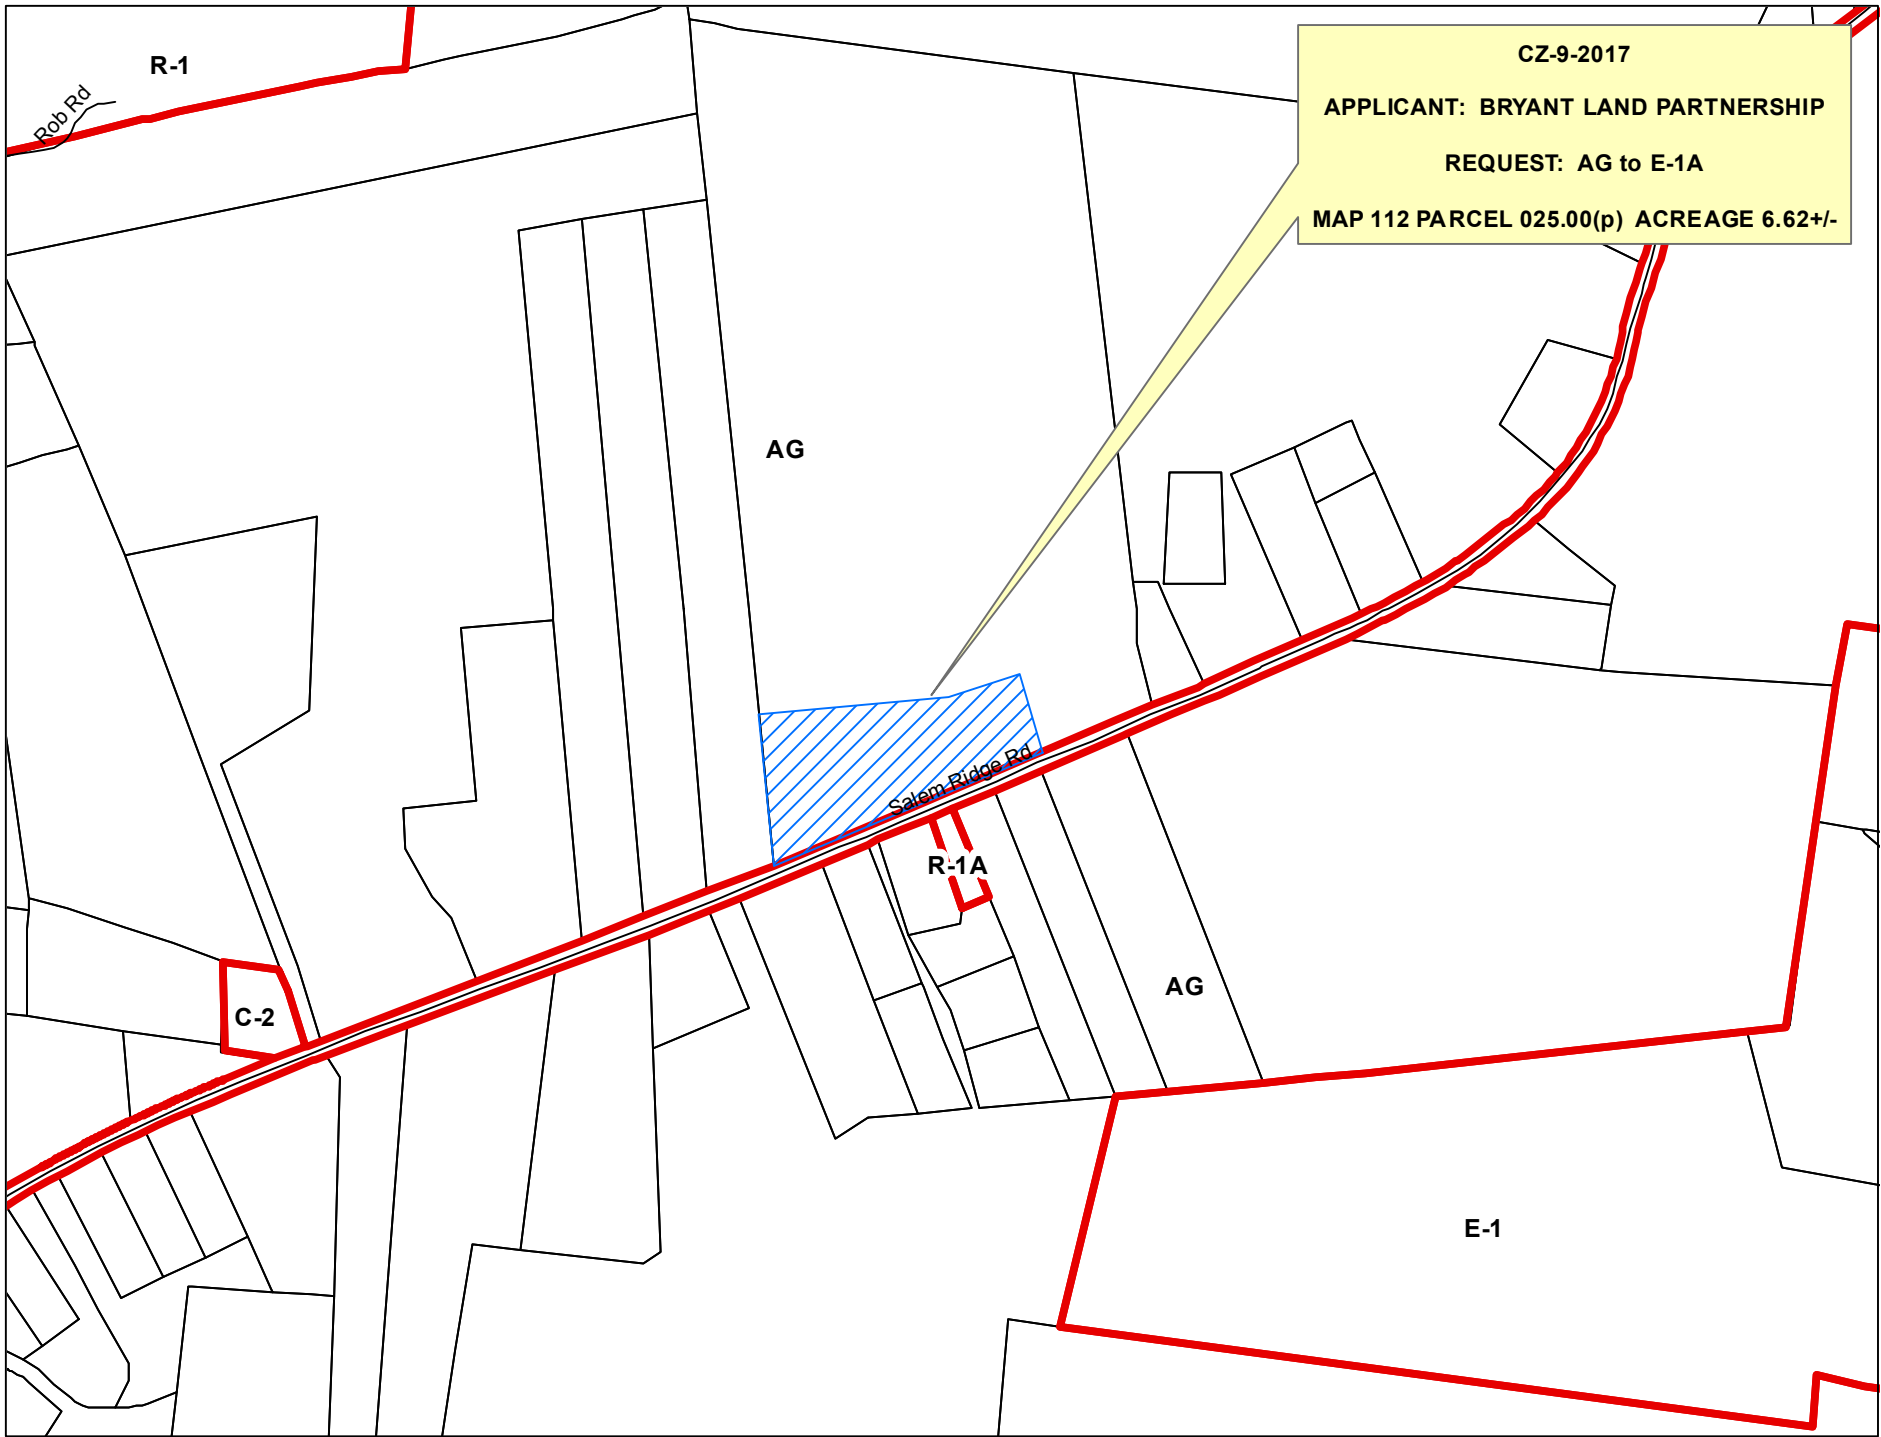 R-1
Rob Rd
CZ-9-2017
APPLICANT: BRYANT LAND PARTNERSHIP
REQUEST: AG to E-1A
MAP 112 PARCEL 025.00(p) ACREAGE 6.62+/-
AG
Salem Ridge Rd
R-1A
AG
C-2
E-1